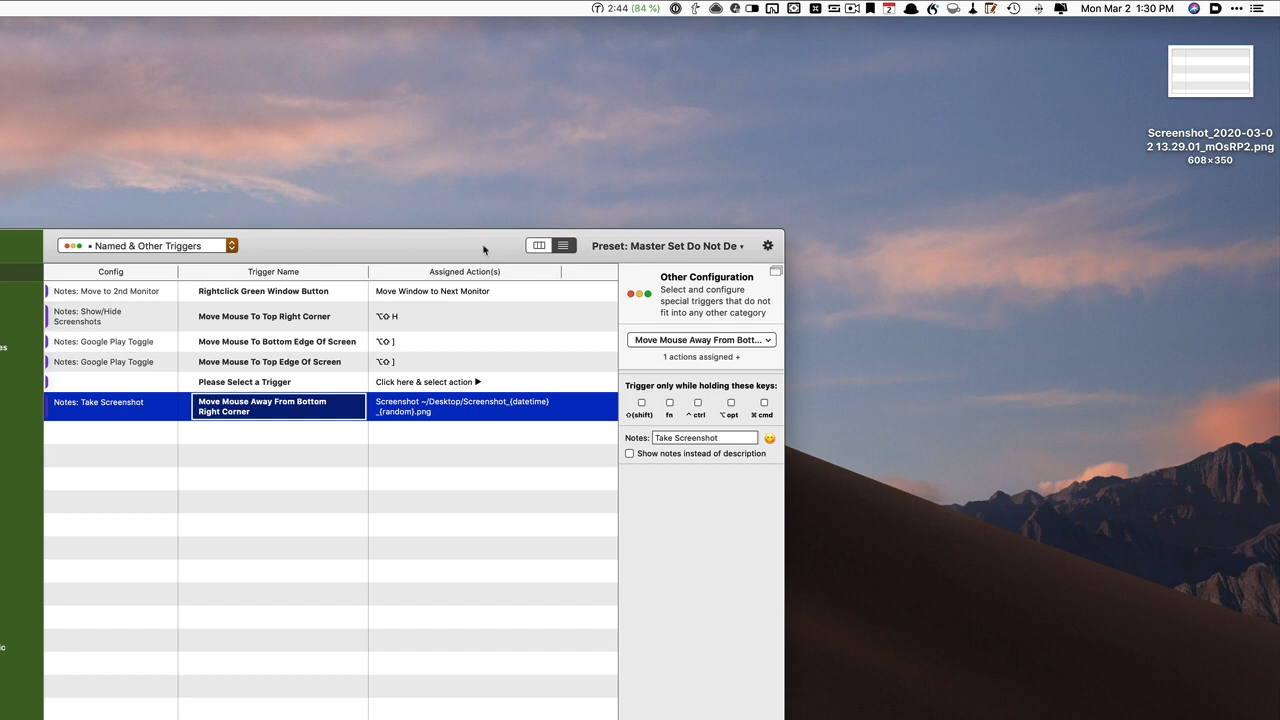 2:44 (84 %)
2
Mon Mar 2 1:30 PM
Screenshot_2020-03-0
2 13.29.01_mOsRP2.png
608×350
• Named & Other Triggers
Preset: Master Set Do Not De ▾
Config
Trigger Name
Assigned Action(s)
Notes: Move to 2nd Monitor
Rightclick Green Window Button
Move Window to Next Monitor
Notes: Show/Hide
Screenshots
Move Mouse To Top Right Corner
⌥⇧ H
Notes: Google Play Toggle
Move Mouse To Bottom Edge Of Screen
⌥⇧ ]
Notes: Google Play Toggle
Move Mouse To Top Edge Of Screen
⌥⇧ ]
Please Select a Trigger
Click here & select action ▶
Notes: Take Screenshot
Move Mouse Away From Bottom
Right Corner
Screenshot ~/Desktop/Screenshot_{datetime}
_{random}.png
Other Configuration
Select and configure
special triggers that do not
fit into any other category
Move Mouse Away From Bott...
1 actions assigned +
Trigger only while holding these keys:
⇧(shift)
fn
^ ctrl
⌥ opt
⌘ cmd
Notes: Take Screenshot
Show notes instead of description
es
ic